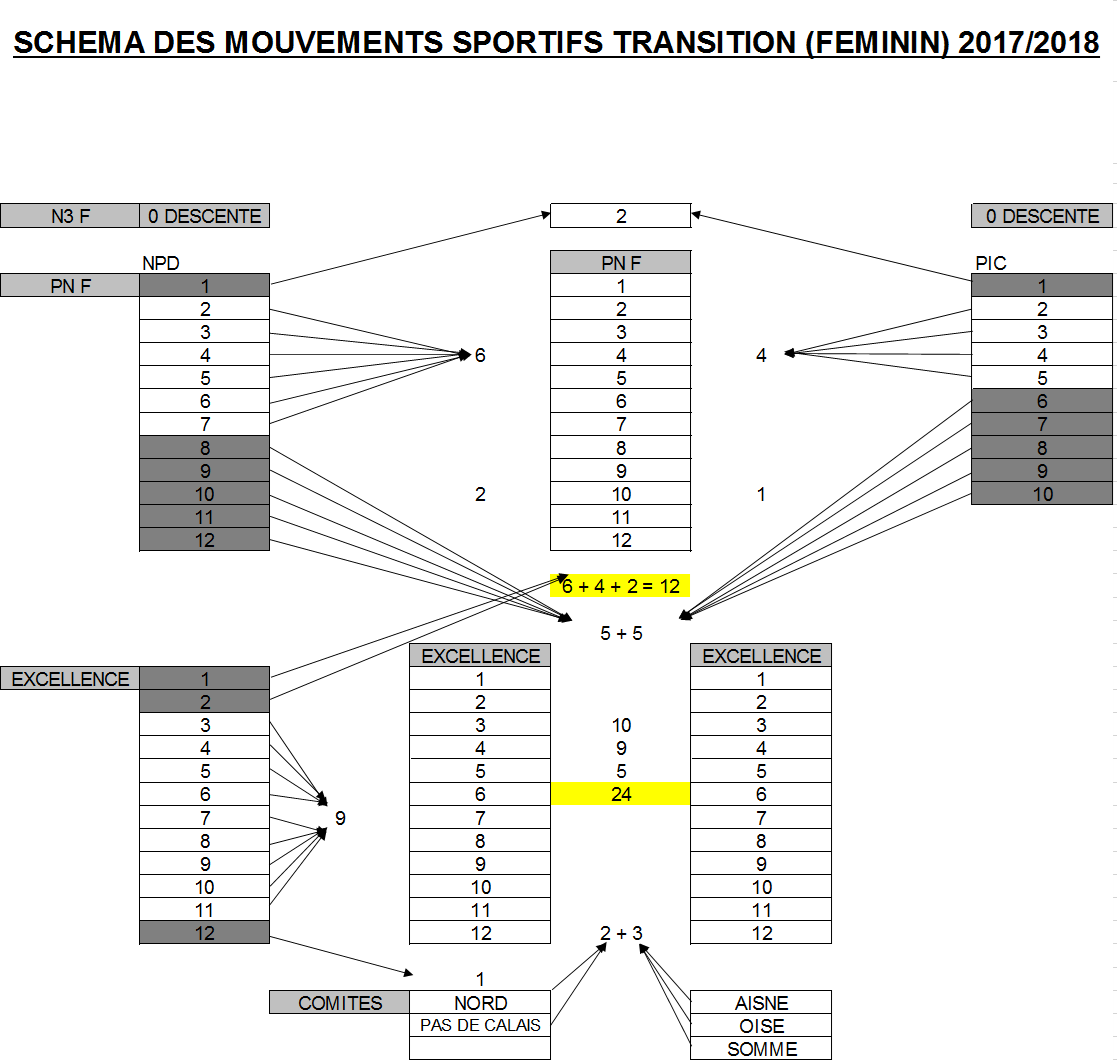 SCHEMA DES MOUVEMENTS SPORTIFS TRANSITION (FEMININ) 2017/2018
N3 F 0 DESCENTE 2 0 DESCENTE
NPD PN F PIC
PN F 1 1 1
2 2 2
3 3 3
4 6 4 4 4
5 5 5
6 6 6
7 7 7
8 8 8
9 9 9
10 2 10 1 10
11 11
12 12
6 + 4 + 2 = 12
5 + 5
EXCELLENCE EXCELLENCE
EXCELLENCE 1 1 1
2 2 2
3 3 10 3
4 4 9 4
5 5 5 5
6 6 24 6
7 9 7 7
8 8 8
9 9 9
10 10 10
11 11 11
12 12 2 + 3 12
1
COMITES NORD AISNE
PAS DE CALAIS OISE
SOMME